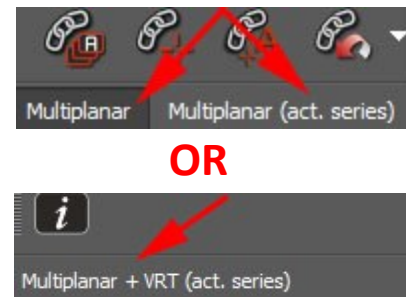 A
Multiplanar Multiplanar (act. series)
OR
i
Multiplanar + VRT (act. series)